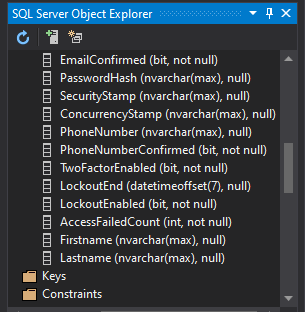 SQL Server Object Explorer
EmailConfirmed (bit, not null)
PasswordHash (nvarchar(max), null)
SecurityStamp (nvarchar(max), null)
ConcurrencyStamp (nvarchar(max), null)
PhoneNumber (nvarchar(max), null)
PhoneNumberConfirmed (bit, not null)
TwoFactorEnabled (bit, not null)
LockoutEnd (datetimeoffset(7), null)
LockoutEnabled (bit, not null)
AccessFailedCount (int, not null)
Firstname (nvarchar(max), null)
Lastname (nvarchar(max), null)
Keys
Constraints